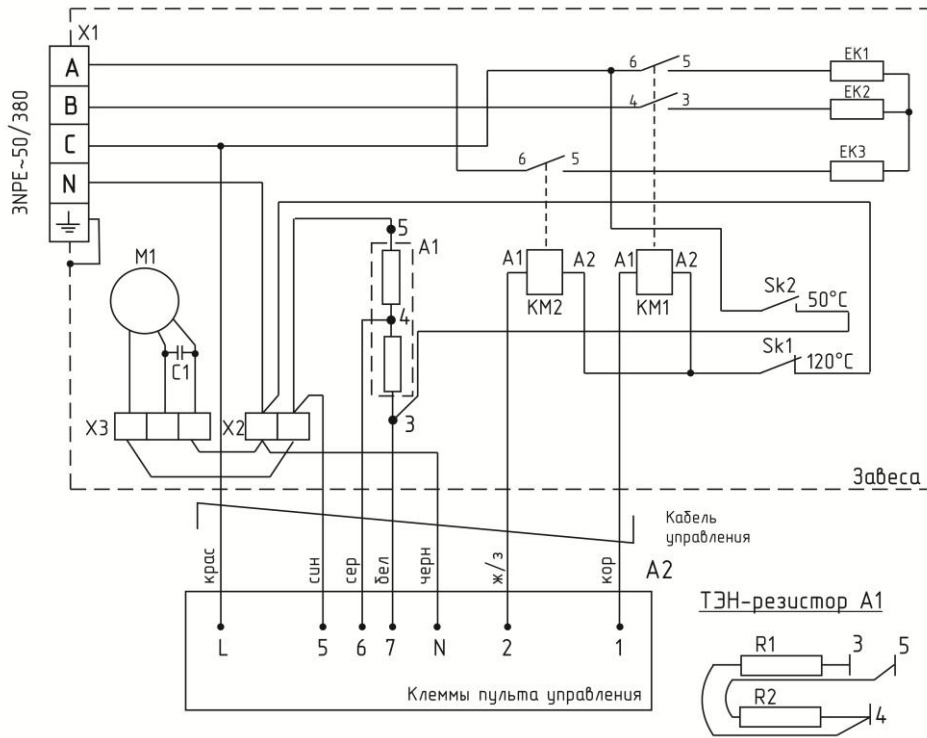 X1
A
B
C
N
3NPE~50/380
6 5
EK1
4 3
EK2
6 5
EK3
5
A1
4
3
M1
C1
X3
X2
A1 A2
KM2
A1 A2
KM1
Sk2
50°C
Sk1
120°C
Завеса
Кабель
управления
крас
син
сер
бел
черн
ж/з
кор
A2
L 5 6 7 N 2 1
Клеммы пульта управления
ТЭН-резистор А1
R1
3
5
R2
4